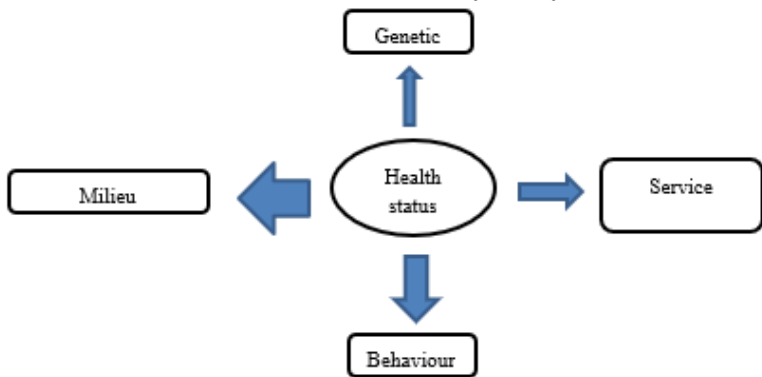 Genetic
Health
status
Milieu
Service
Behaviour